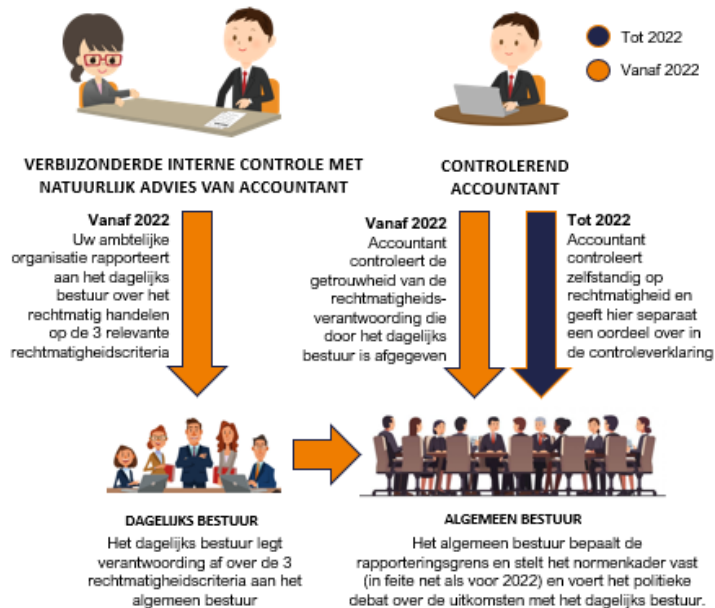 Tot 2022
Vanaf 2022
VERBIJZONDERDE INTERNE CONTROLE MET
NATUURLIJK ADVIES VAN ACCOUNTANT
CONTROLEREND
ACCOUNTANT
Vanaf 2022
Uw ambtelijke
organisatie rapporteert
aan het dagelijks
bestuur over het
rechtmatig handelen
op de 3 relevante
rechtmatigheidscriteria
Vanaf 2022
Accountant
controleert de
getrouwheid van de
rechtmatigheids-
verantwoording die
door het dagelijks
bestuur is afgegeven
Tot 2022
Accountant
controleert
zelfstandig op
rechtmatigheid en
geeft hier separaat
een oordeel over in
de controleverklaring
DAGELIJKS BESTUUR
Het dagelijks bestuur legt
verantwoording af over de 3
rechtmatigheidscriteria aan het
algemeen bestuur
ALGEMEEN BESTUUR
Het algemeen bestuur bepaalt de
rapporteringsgrens en stelt het normenkader vast
(in feite net als voor 2022) en voert het politieke
debat over de uitkomsten met het dagelijks bestuur.